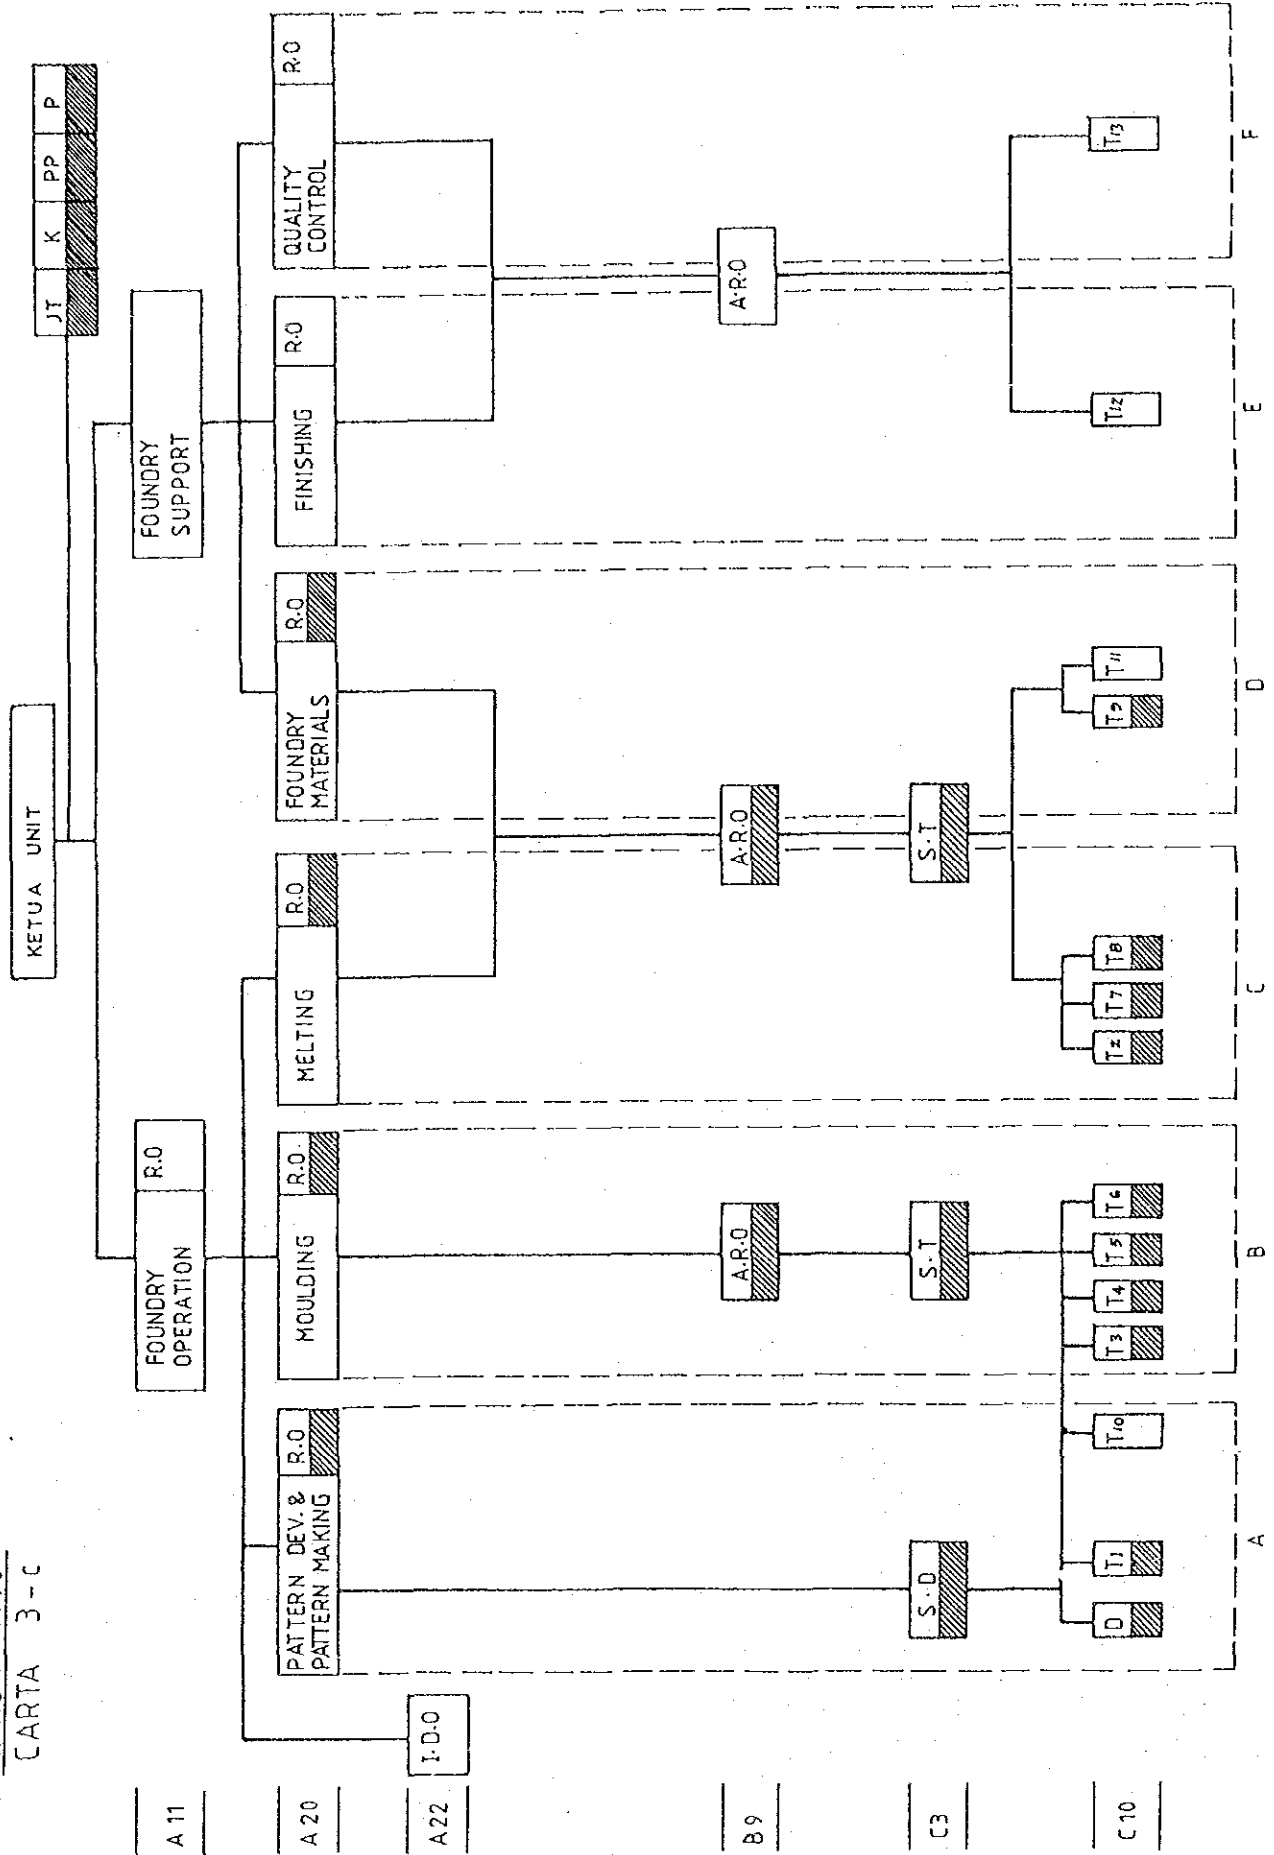 CARTA 3-C
KETUA UNIT
JT K PP P
A 11
FOUNDRY
OPERATION
R.O
FOUNDRY
SUPPORT
A 20
PATTERN DEV. &
PATTERN MAKING
R.O
MOULDING
R.O
MELTING
R.O
FOUNDRY
MATERIALS
R.O
FINISHING
R.O
QUALITY
CONTROL
R.O
A22
I.D.O
B9
A.R.O
A.R.O
A.R.O
C3
S.D
S.T
S.T
C10
D T1 T10 T3 T4 T5 T6 T2 T7 T8 T9 T11 T12 T13
A B C D E F